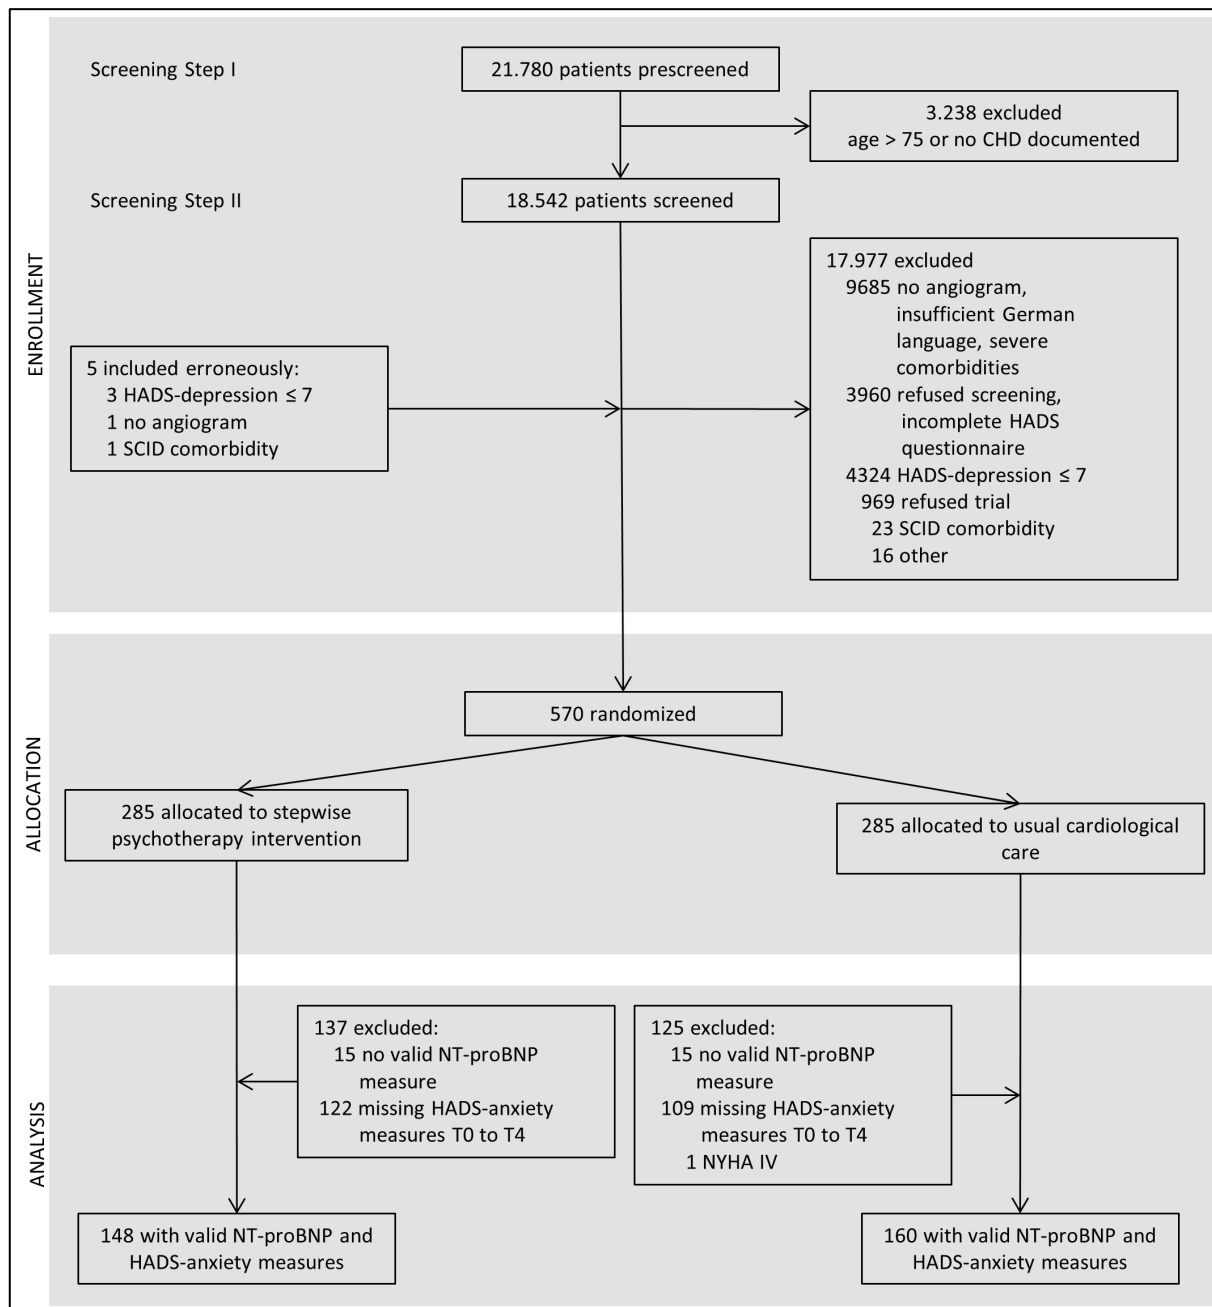 Screening Step I
21.780 patients prescreened
3.238 excluded
age > 75 or no CHD documented
Screening Step II
18.542 patients screened
ENROLLMENT
17.977 excluded
9685 no angiogram,
insufficient German
language, severe
comorbidities
3960 refused screening,
incomplete HADS
questionnaire
4324 HADS-depression ≤ 7
969 refused trial
23 SCID comorbidity
16 other
5 included erroneously:
3 HADS-depression ≤ 7
1 no angiogram
1 SCID comorbidity
ALLOCATION
570 randomized
285 allocated to stepwise
psychotherapy intervention
285 allocated to usual cardiological
care
ANALYSIS
137 excluded:
15 no valid NT-proBNP
measure
122 missing HADS-anxiety
measures T0 to T4
125 excluded:
15 no valid NT-proBNP
measure
109 missing HADS-anxiety
measures T0 to T4
1 NYHA IV
148 with valid NT-proBNP and
HADS-anxiety measures
160 with valid NT-proBNP and
HADS-anxiety measures